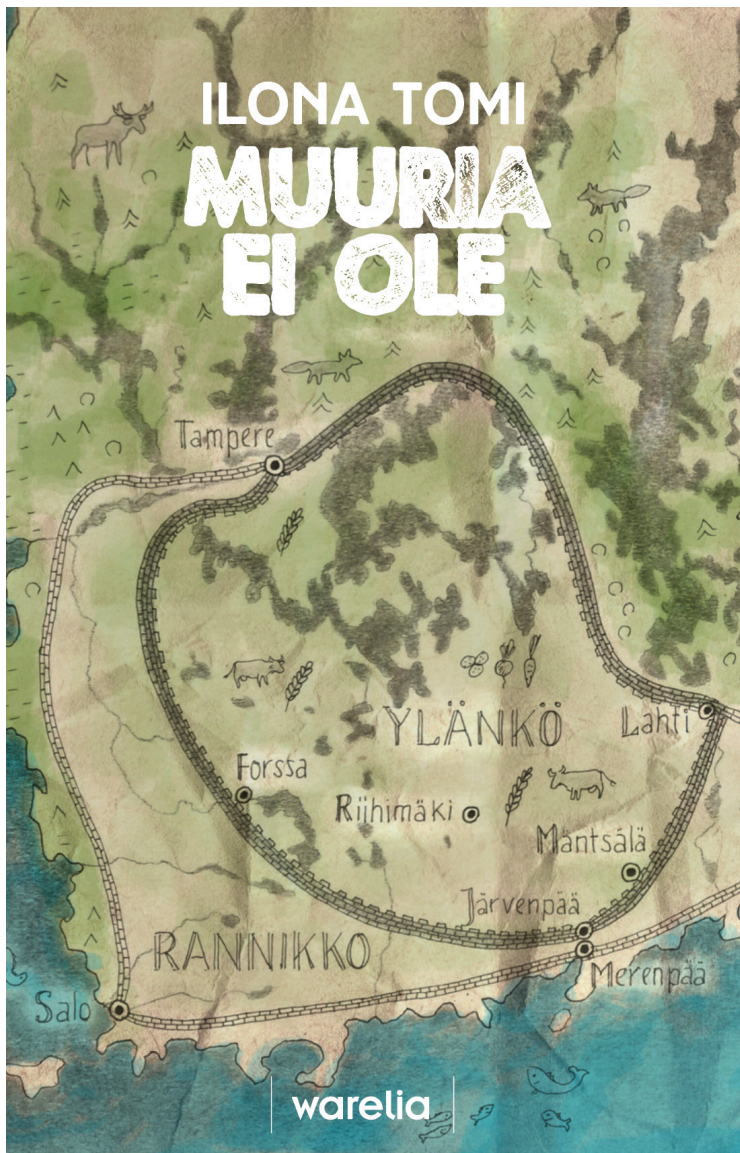 ILONA TOMI
MUURIA
EI OLE
Tampere
YLÄNKÖ
Lahti
Forssa
Riihimäki
Mäntsälä
Järvenpää
RANNIKKO
Merenpää
Salo
warelia